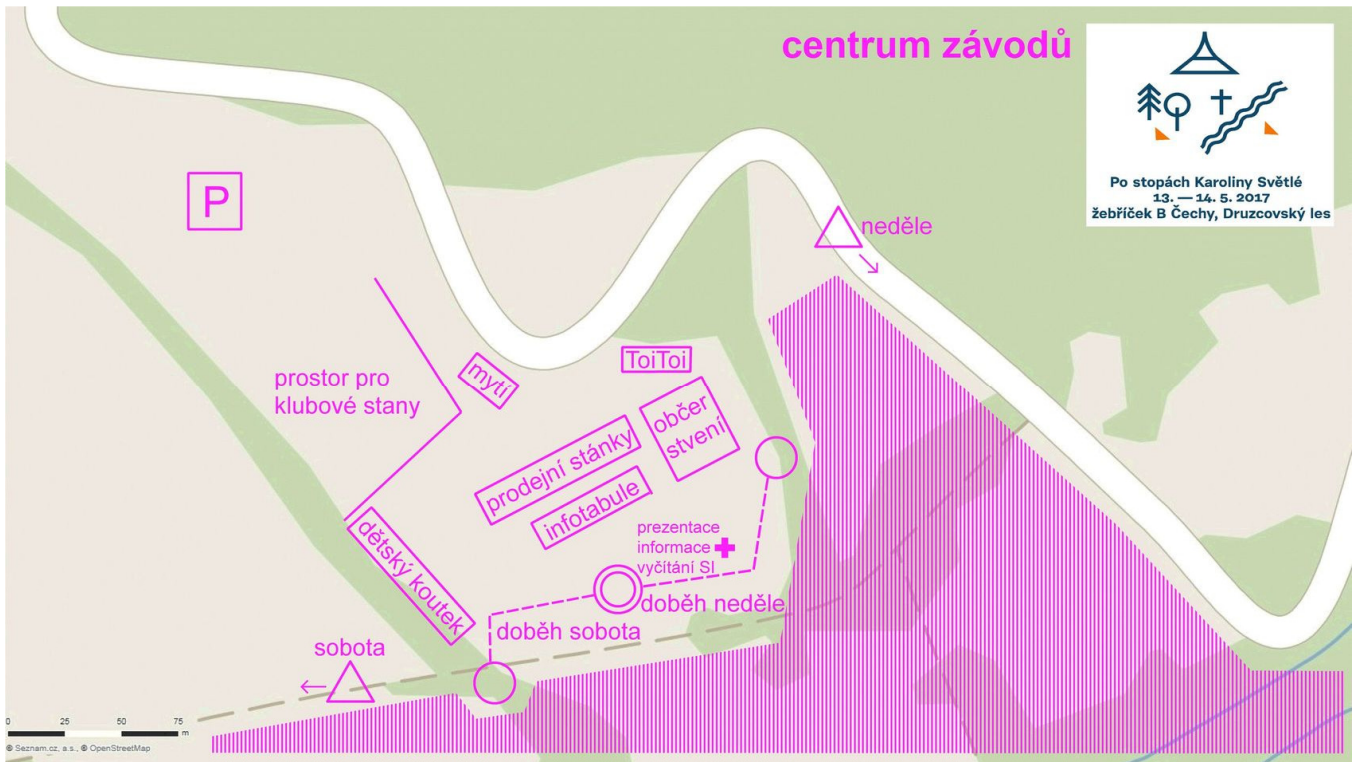 centrum závodů
Po stopách Karoliny Světlé
13. — 14. 5. 2017
žebříček B Čechy, Druzcovský les
P
neděle
ToiToi
mytí
prostor pro
klubové stany
občer
stvení
prodejní stánky
infotabule
prezentace
informace
vyčítání SI
dětský koutek
doběh neděle
doběh sobota
sobota
0 25 50 75
m
© Seznam.cz, a.s., © OpenStreetMap